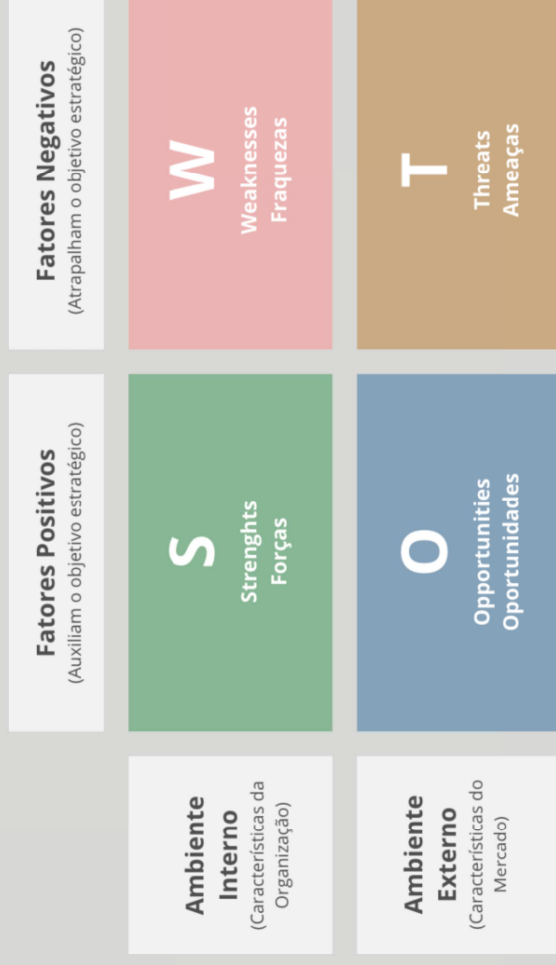 Fatores Positivos
(Auxiliam o objetivo estratégico)
Fatores Negativos
(Atrapalham o objetivo estratégico)
Ambiente
Interno
(Características da
Organização)
S
Strenghts
Forças
W
Weaknesses
Fraquezas
Ambiente
Externo
(Características do
Mercado)
O
Opportunities
Oportunidades
T
Threats
Ameaças